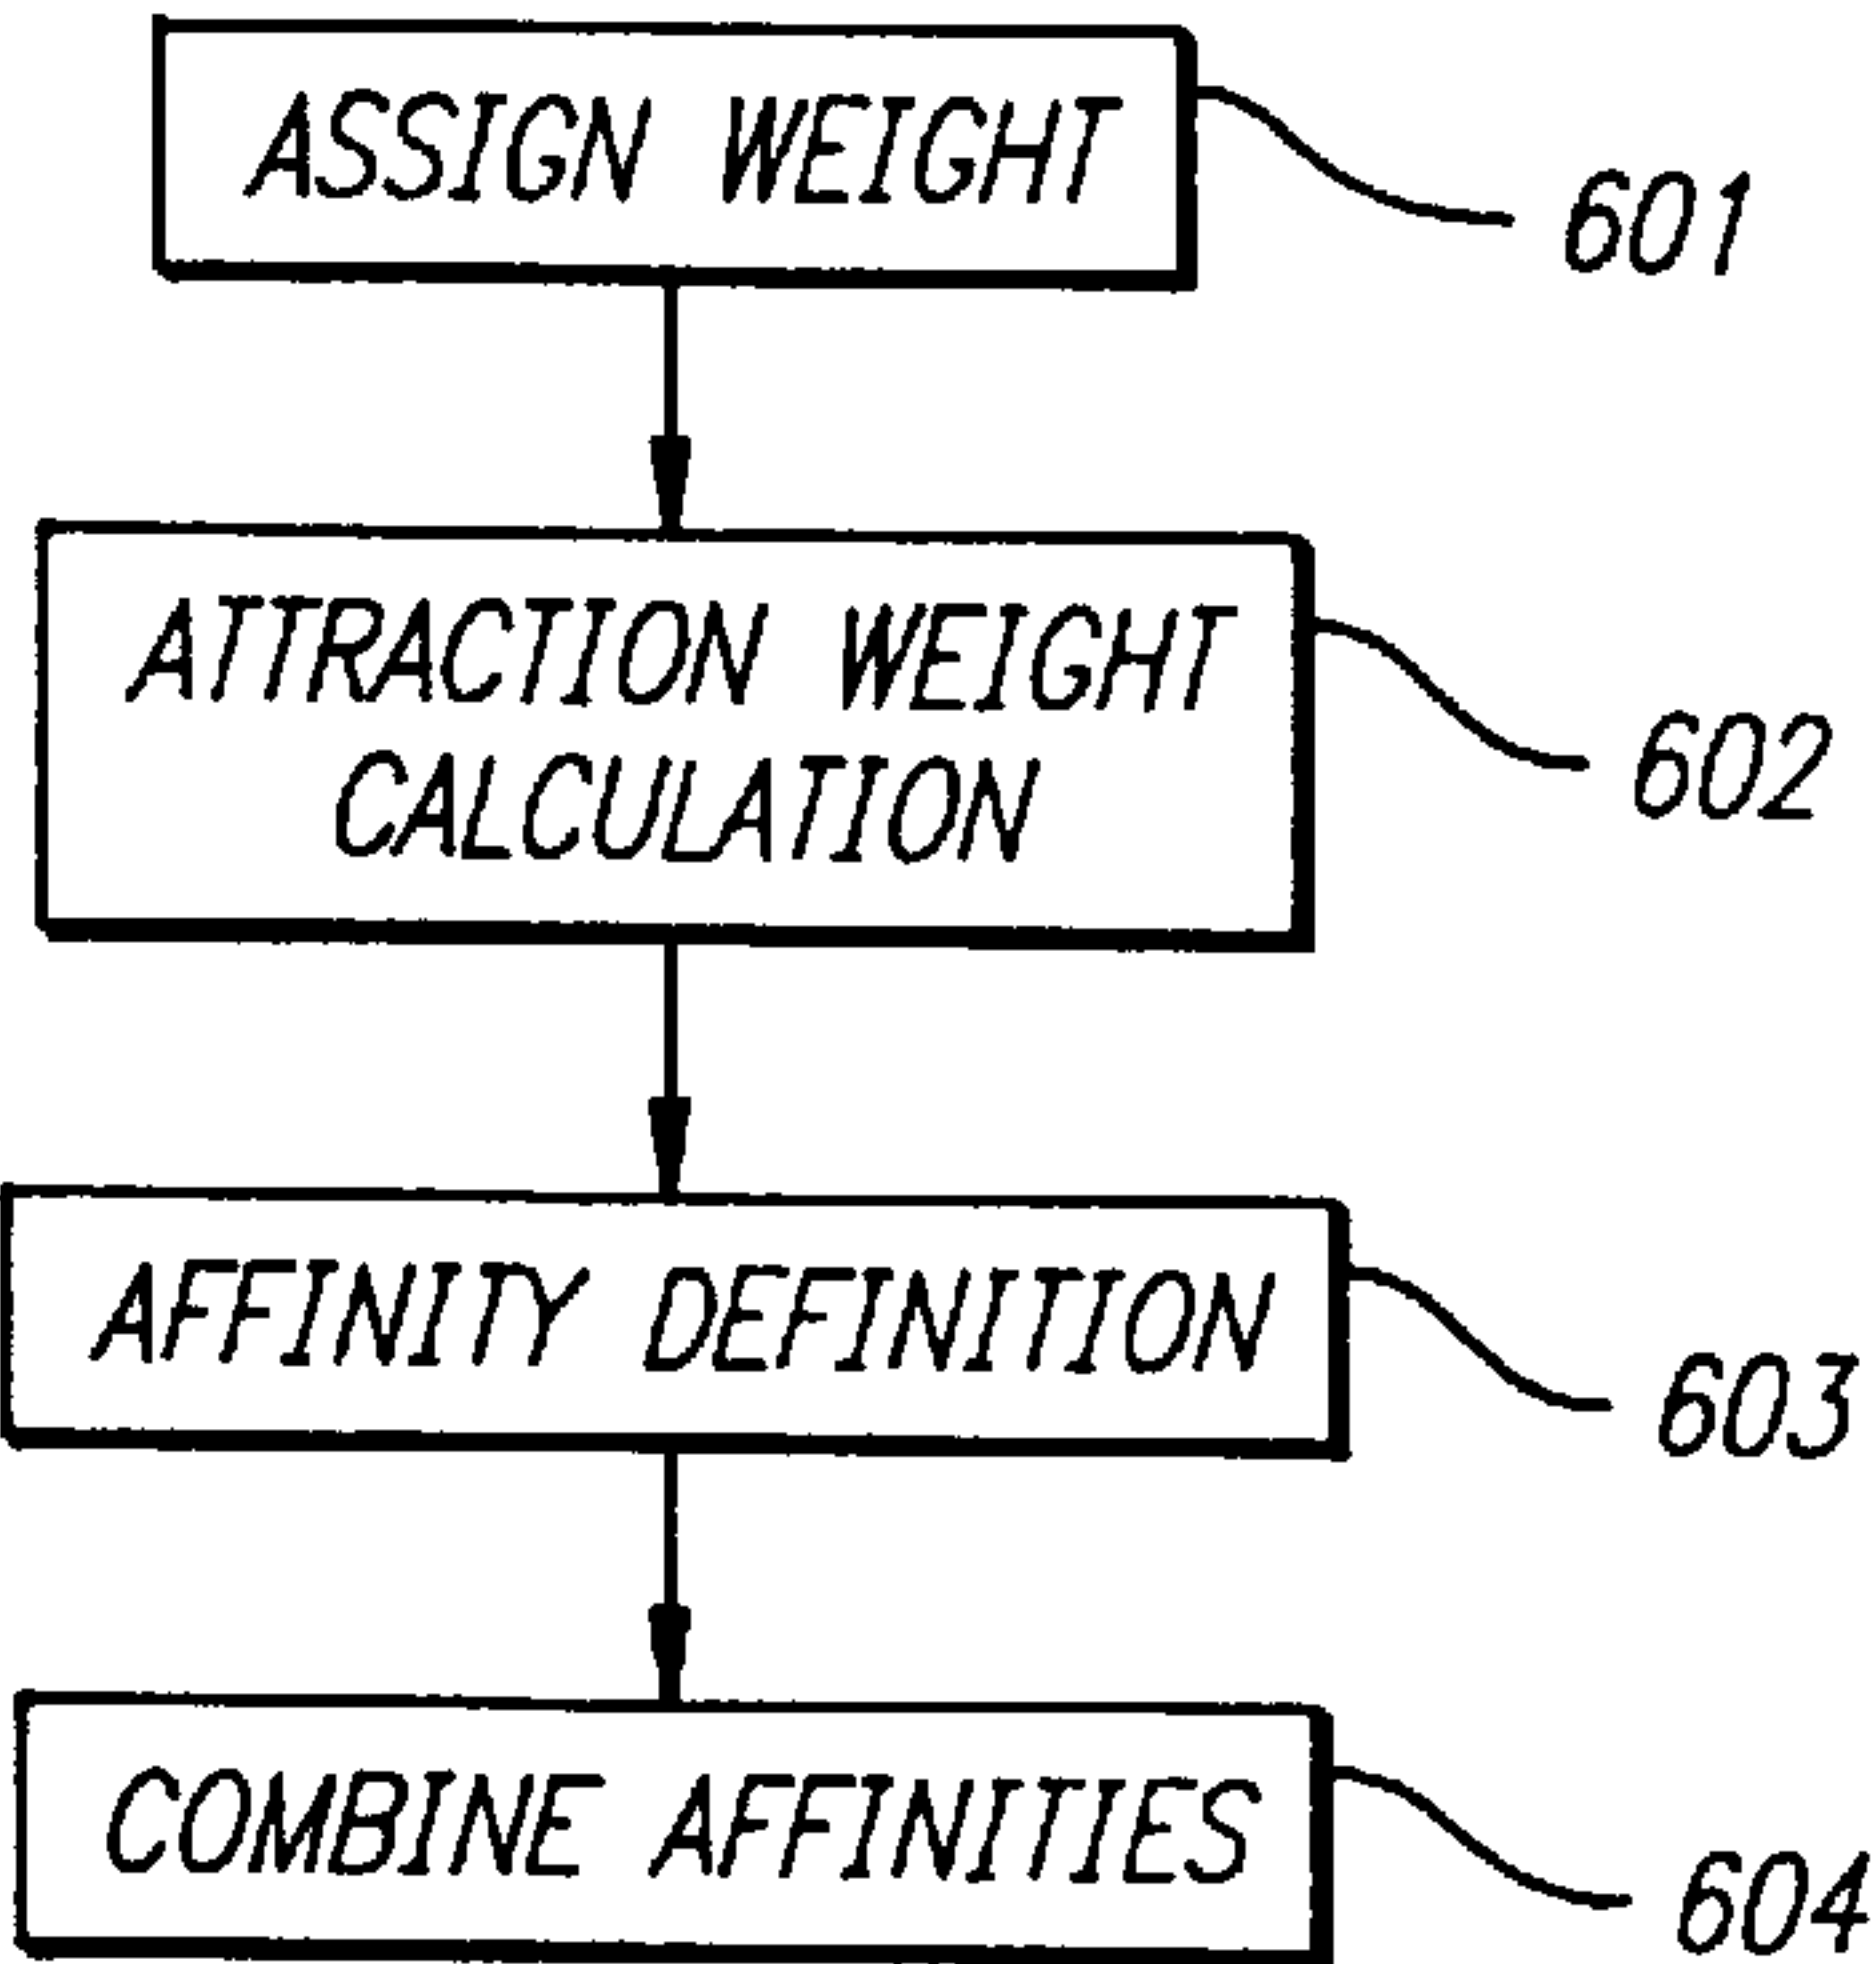 ASSIGN WEIGHT
601
ATTRACTION WEIGHT
CALCULATION
602
AFFINITY DEFINITION
603
COMBINE AFFINITIES
604